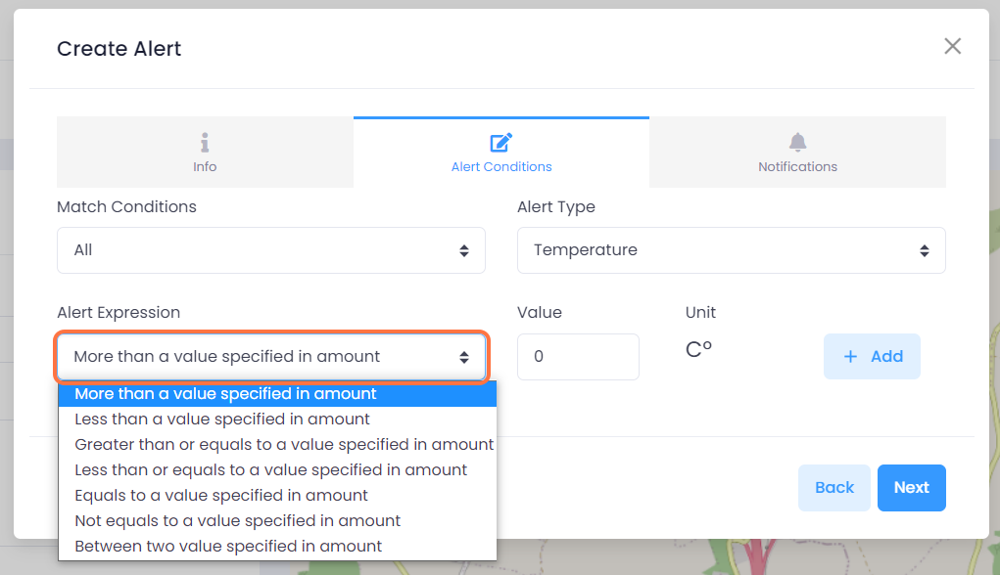 Create Alert
Info
Alert Conditions
Notifications
Match Conditions
Alert Type
All
Temperature
Alert Expression
Value
Unit
More than a value specified in amount
0
C°
+ Add
More than a value specified in amount
Less than a value specified in amount
Greater than or equals to a value specified in amount
Less than or equals to a value specified in amount
Equals to a value specified in amount
Not equals to a value specified in amount
Between two value specified in amount
Back
Next